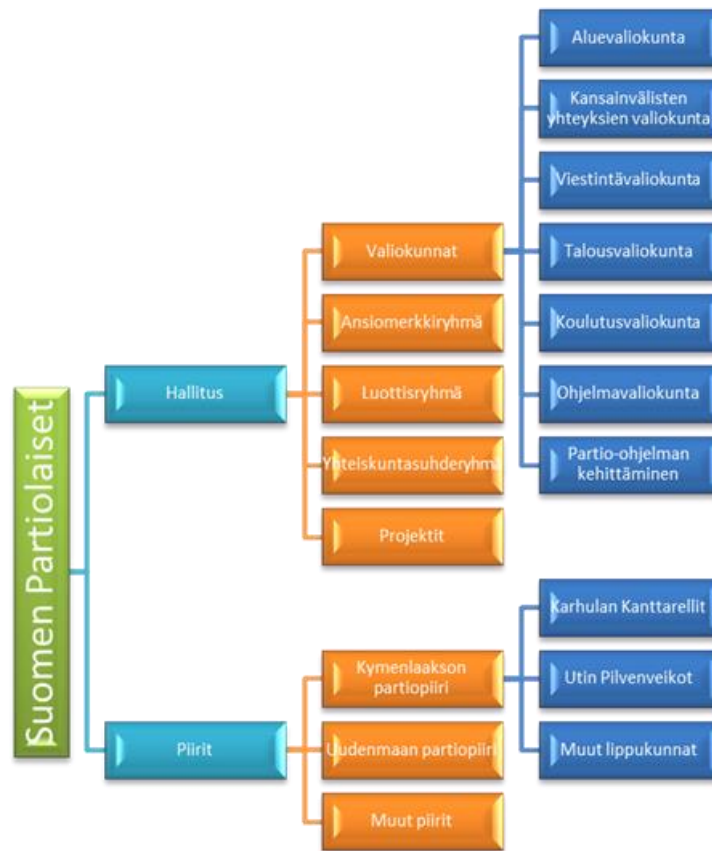 Suomen Partiolaiset
Hallitus
Valiokunnat
Aluevaliokunta
Kansainvälisten
yhteyksien valiokunta
Viestintävaliokunta
Talousvaliokunta
Koulutusvaliokunta
Ohjelmavaliokunta
Partio-ohjelman
kehittäminen
Ansiomerkkiryhmä
Luottisryhmä
Yhteiskuntasuhderyhmä
Projektit
Piirit
Kymenlaakson
partiopiiri
Karhulan Kanttarellit
Utin Pilvenveikot
Muut lippukunnat
Uudenmaan partiopiiri
Muut piirit